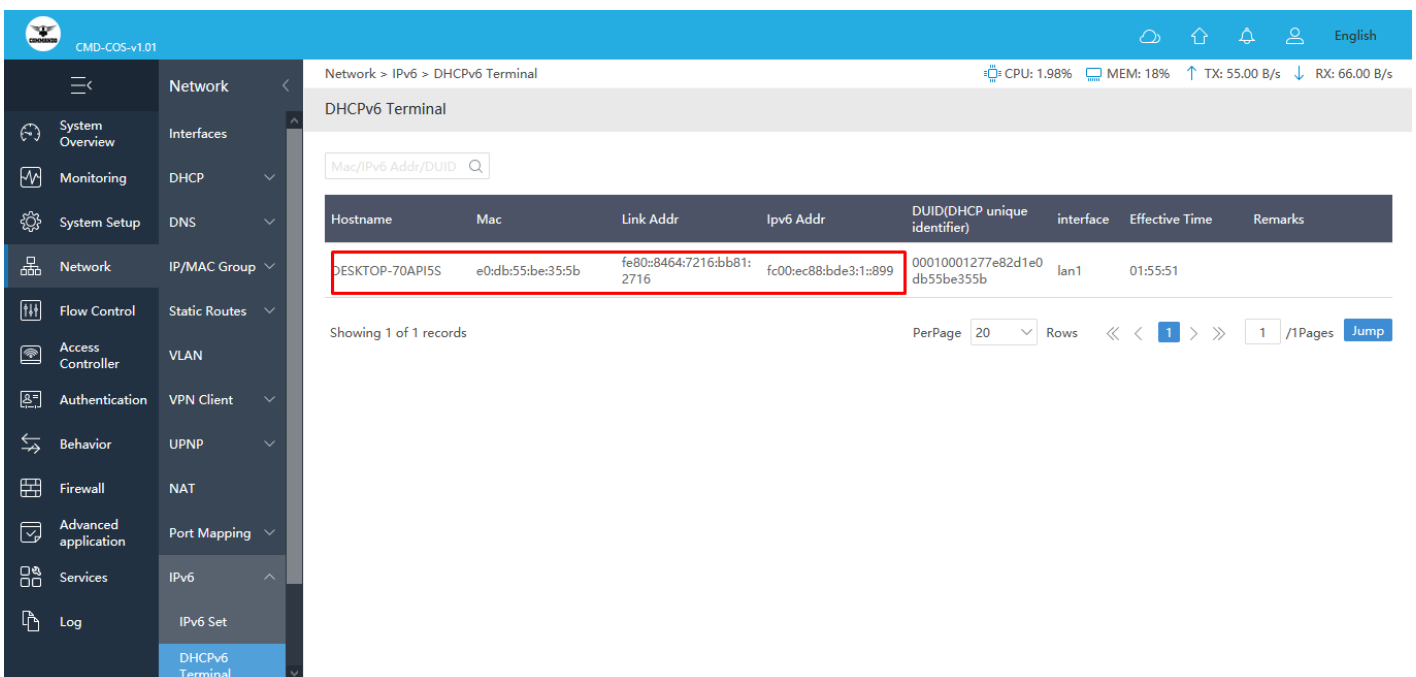 COMMANDO
CMD-COS-v1.01
English
Network
Network > IPv6 > DHCPv6 Terminal
CPU: 1.98%
MEM: 18%
TX: 55.00 B/s
RX: 66.00 B/s
DHCPv6 Terminal
System
Overview
Monitoring
System Setup
Network
Flow Control
Access
Controller
Authentication
Behavior
Firewall
Advanced
application
Services
Log
Interfaces
DHCP
DNS
IP/MAC Group
Static Routes
VLAN
VPN Client
UPNP
NAT
Port Mapping
IPv6
IPv6 Set
DHCPv6
Terminal
Mac/IPv6 Addr/DUID
Hostname Mac Link Addr Ipv6 Addr DUID(DHCP unique
identifier) interface Effective Time Remarks
DESKTOP-70API5S e0:db:55:be:35:5b fe80::8464:7216:bb81:
2716 fc00:ec88:bde3:1::899 00010001277e82d1e0
db55be355b lan1 01:55:51
Showing 1 of 1 records
PerPage 20 Rows << < 1 > >> 1 /1Pages Jump